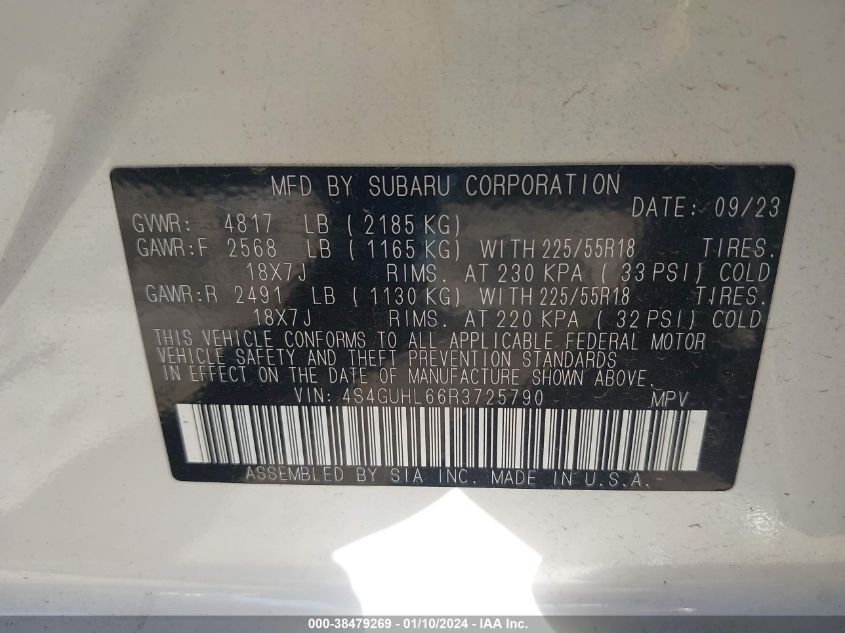 MFD BY SUBARU CORPORATION
DATE: 09/23
GVWR: 4817 LB ( 2185 KG)
GAWR:F 2568 LB ( 1165 KG) WITH 225/55R18 TIRES.
18X7J RIMS. AT 230 KPA ( 33 PSI) COLD
GAWR:R 2491 LB ( 1130 KG) WITH 225/55R18 TIRES.
18X7J RIMS. AT 220 KPA ( 32 PSI) COLD
THIS VEHICLE CONFORMS TO ALL APPLICABLE FEDERAL MOTOR
VEHICLE SAFETY AND THEFT PREVENTION STANDARDS
IN EFFECT ON THE DATE OF MANUFACTURE SHOWN ABOVE.
VIN: 4S4GUHL66R3725790 MPV
ASSEMBLED BY SIA INC. MADE IN U.S.A.
000-38479269 - 01/10/2024 - IAA Inc.